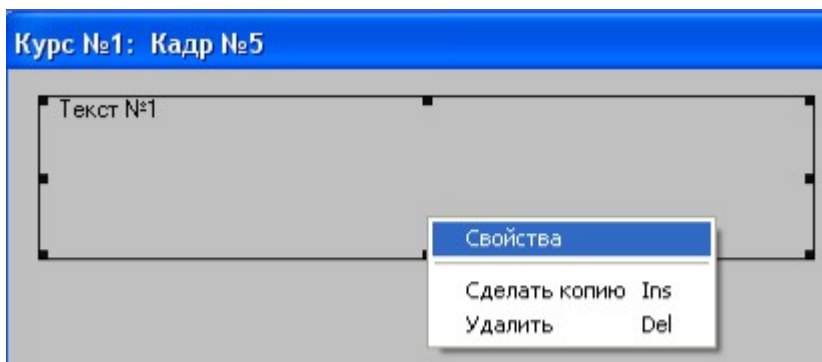 Курс №1: Кадр №5
Текст №1
Свойства
Сделать копию Ins
Удалить Del